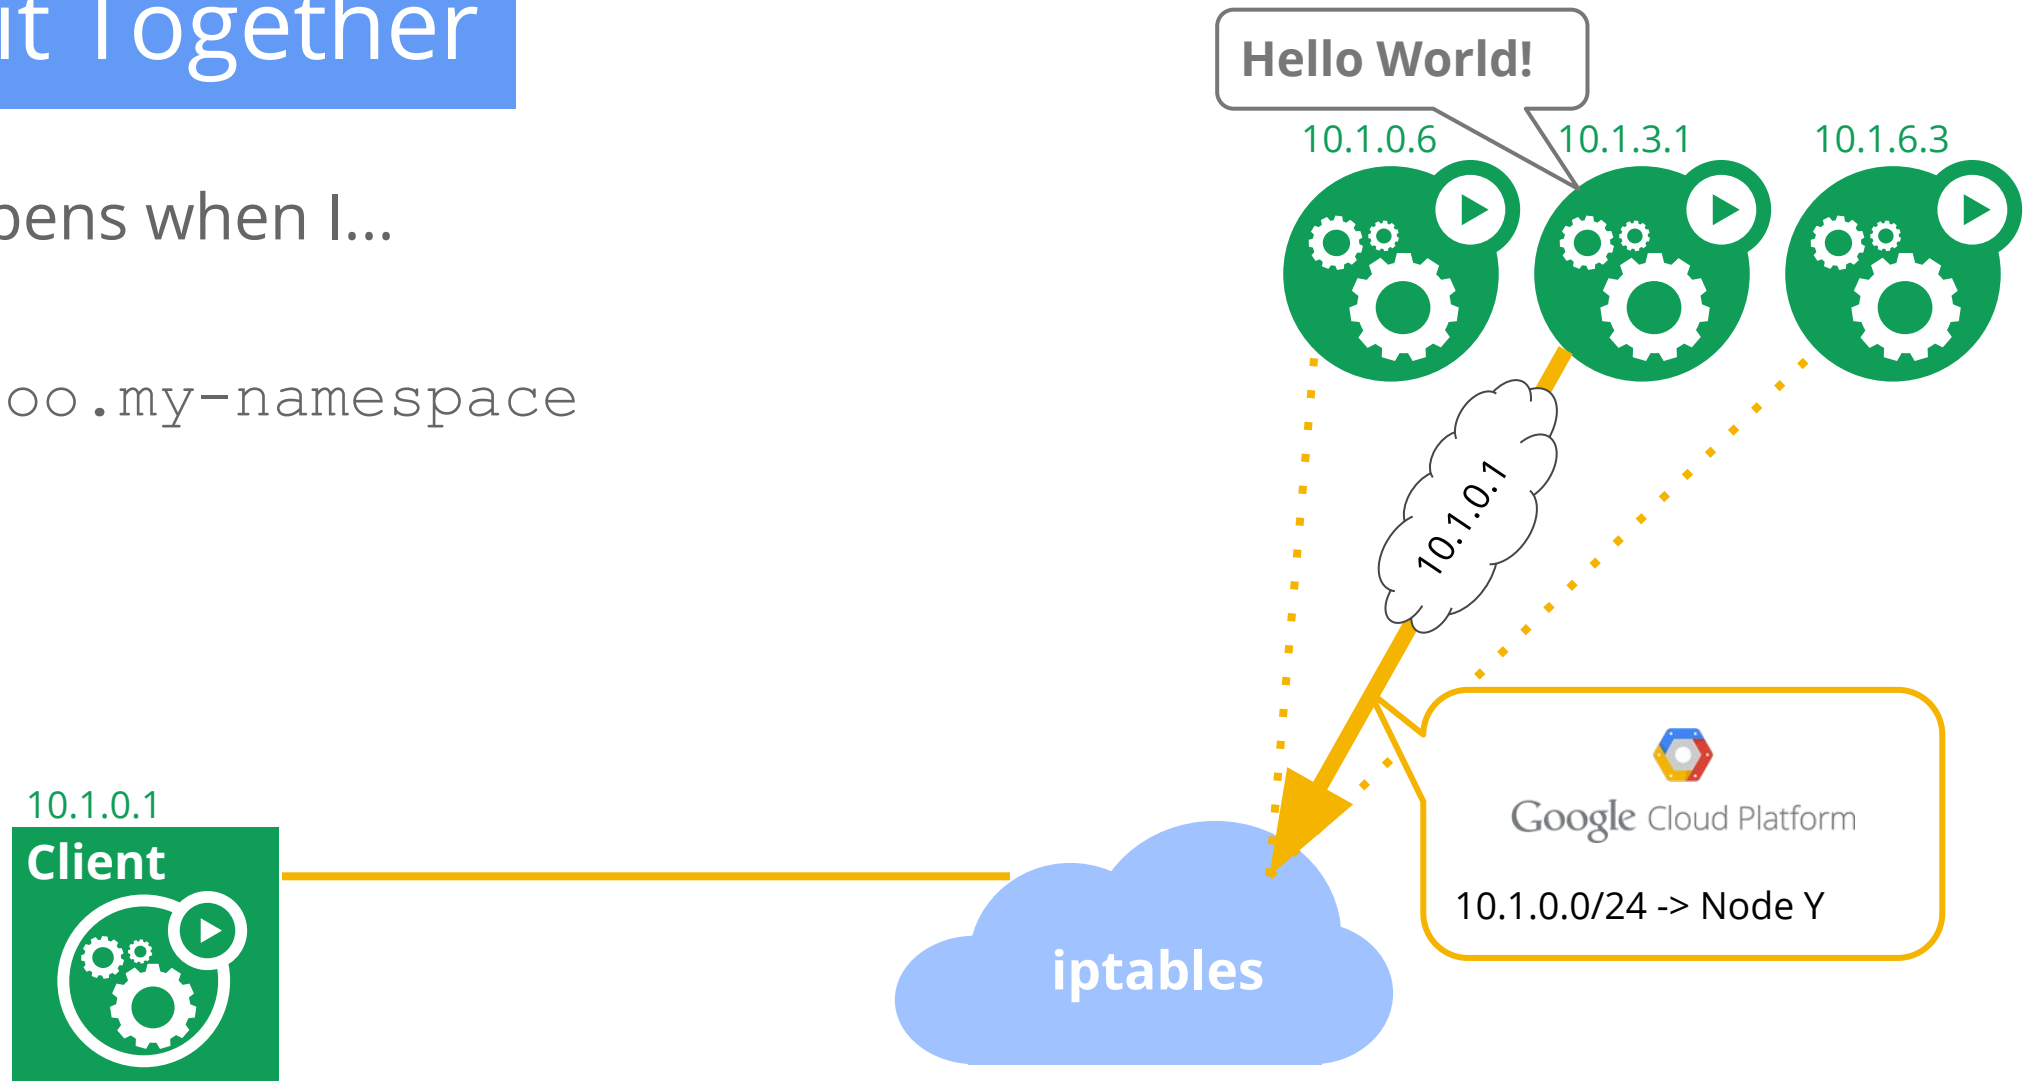 it Together
Hello World!
10.1.0.6
10.1.3.1
10.1.6.3
pens when I...
oo.my-namespace
10.1.0.1
Google Cloud Platform
10.1.0.0/24 -> Node Y
10.1.0.1
Client
iptables